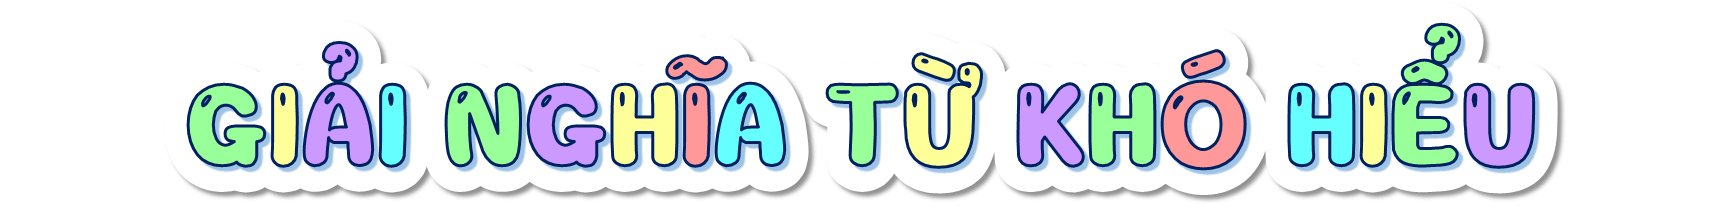 GIẢI NGHĨA TỪ KHÓ HIỂU